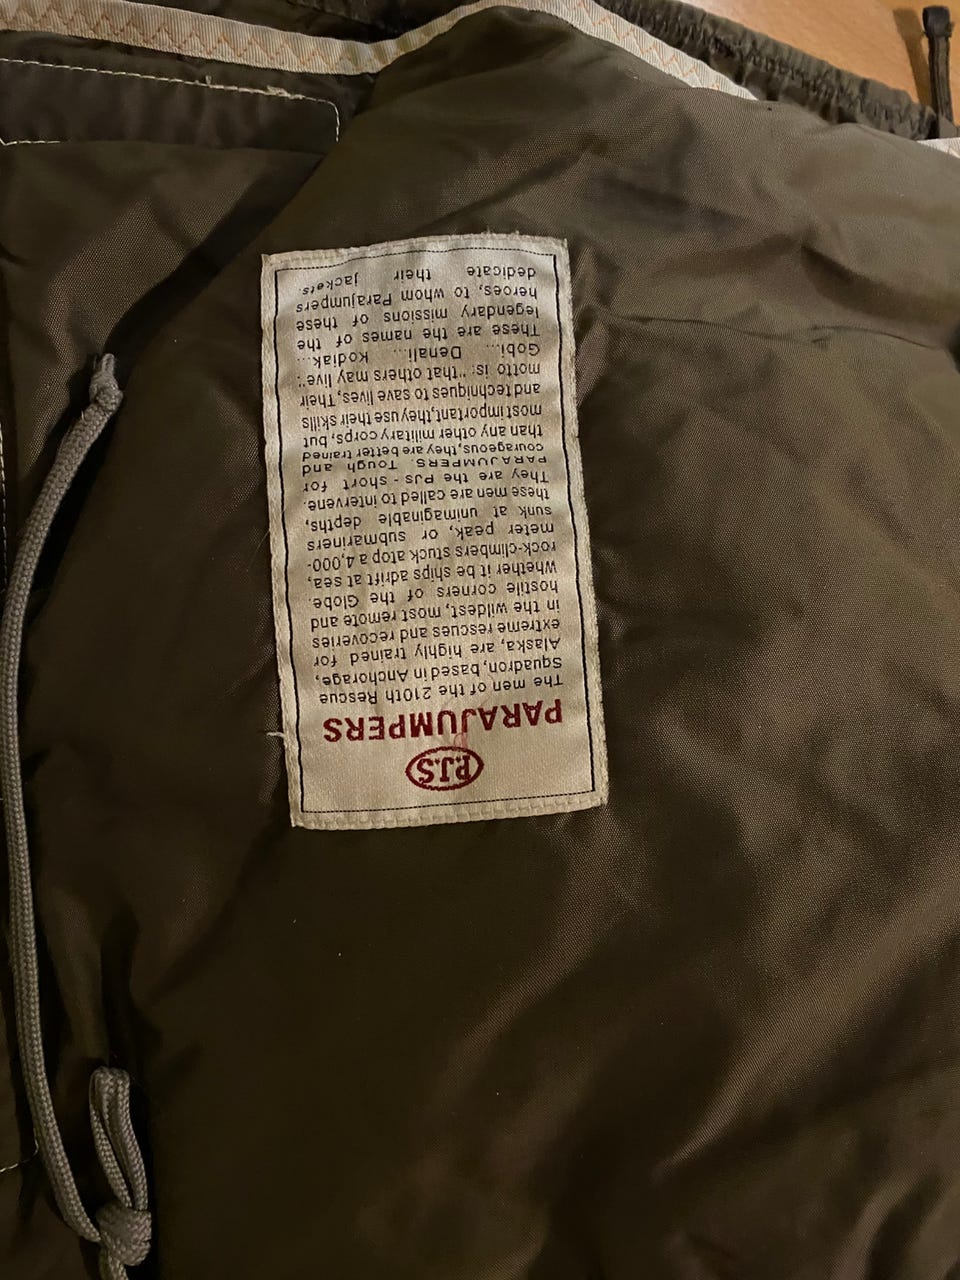 P.J.S
PARAJUMPERS
The men of the 210th Rescue
Squadron, based in Anchorage,
Alaska, are highly trained for
extreme rescues and recoveries
in the wildest, most remote and
hostile corners of the Globe.
Whether it be ships adrift at sea,
rock-climbers stuck atop a 4,000-
meter peak, or submariners
sunk at unimaginable depths,
these men are called to intervene.
They are the PJs - short for
PARAJUMPERS. Tough and
courageous, they are better trained
than any other military corps, but
most important, they use their skills
and techniques to save lives, Their
motto is: "that others may live".
Gobi... Denali... Kodiak...
These are the names of the
legendary missions of these
heroes, to whom Parajumpers
dedicate their jackets.